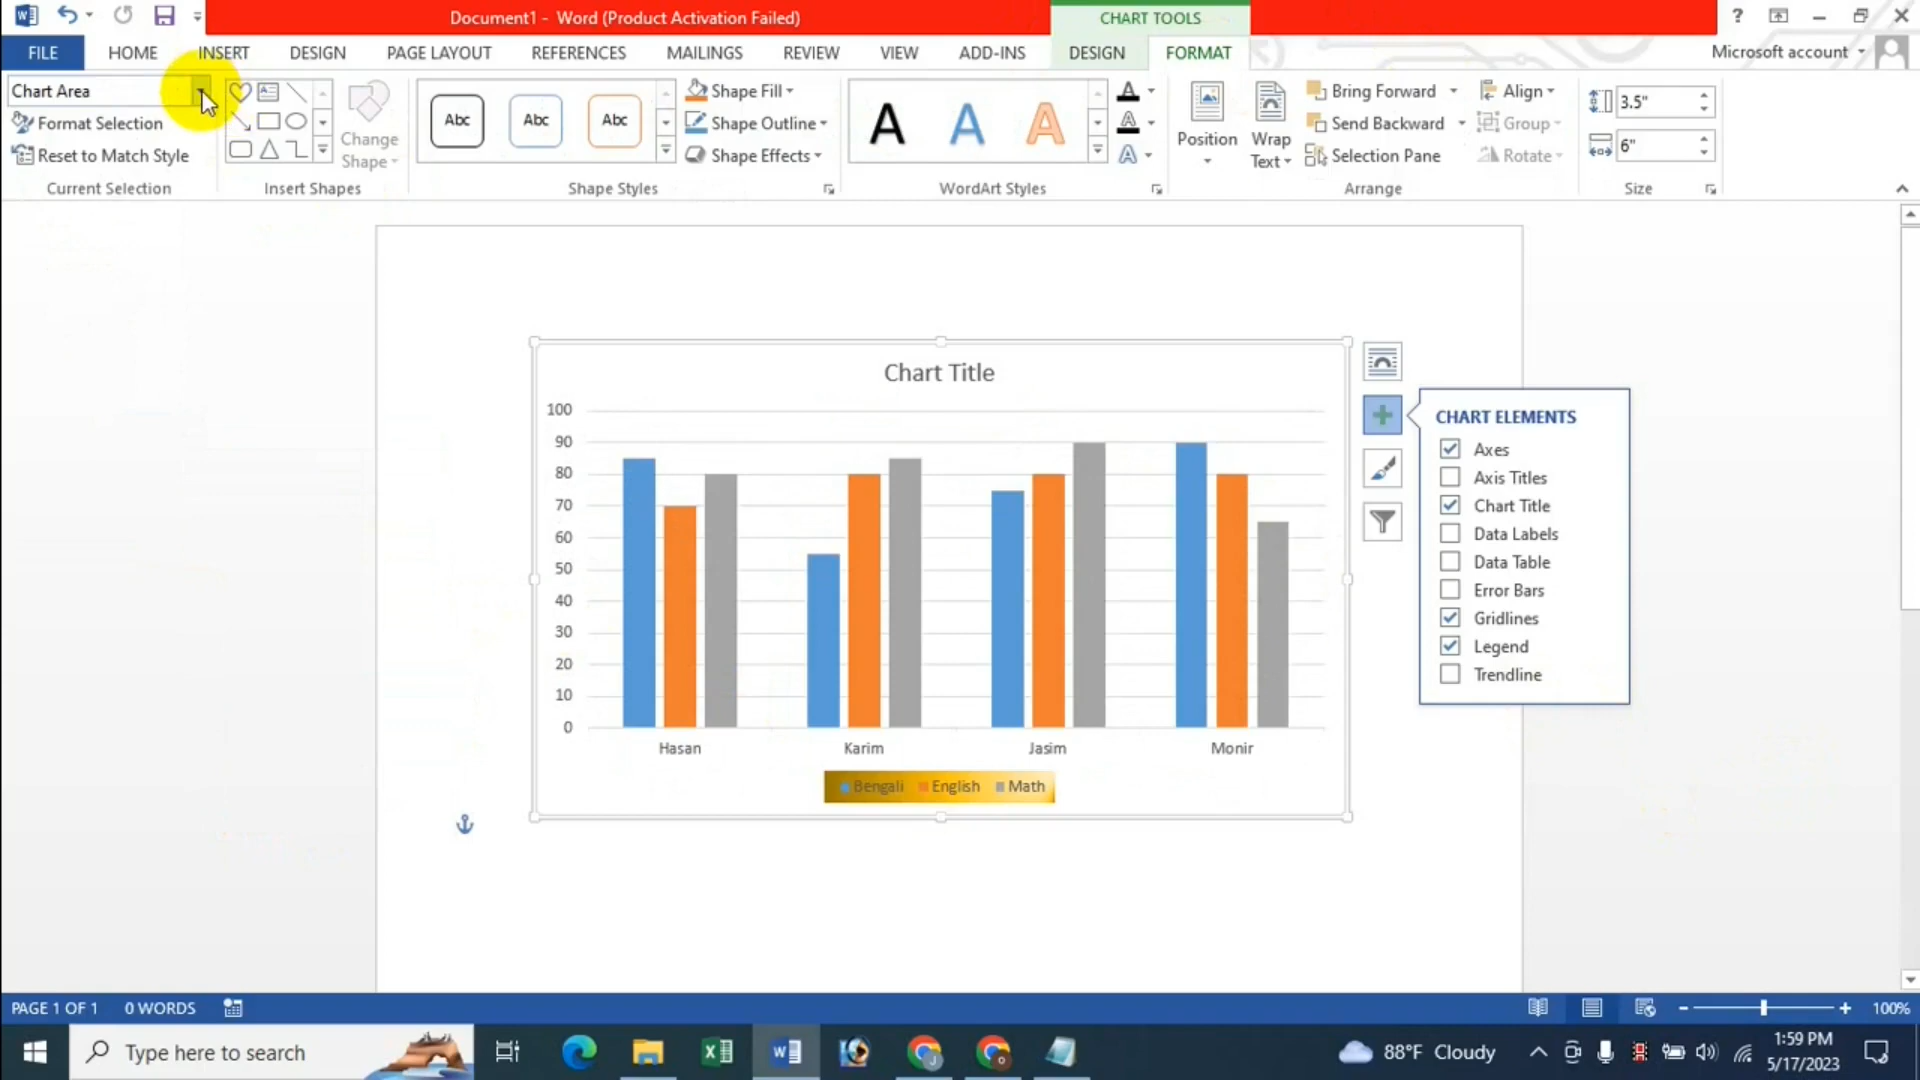 Document1 - Word (Product Activation Failed)
CHART TOOLS
?
FILE HOME INSERT DESIGN PAGE LAYOUT REFERENCES MAILINGS REVIEW VIEW ADD-INS DESIGN FORMAT
Microsoft account
Chart Area
Format Selection
Reset to Match Style
Current Selection
Change
Shape
Insert Shapes
Abc Abc Abc
Shape Fill
Shape Outline
Shape Effects
Shape Styles
A A A
WordArt Styles
Position
Wrap
Text
Bring Forward
Send Backward
Selection Pane
Align
Group
Rotate
Arrange
3.5"
6"
Size
Chart Title
100
90
80
70
60
50
40
30
20
10
0
Hasan Karim Jasim Monir
Bengali English Math
CHART ELEMENTS
Axes
Axis Titles
Chart Title
Data Labels
Data Table
Error Bars
Gridlines
Legend
Trendline
PAGE 1 OF 1 0 WORDS
100%
Type here to search
88°F Cloudy
1:59 PM
5/17/2023